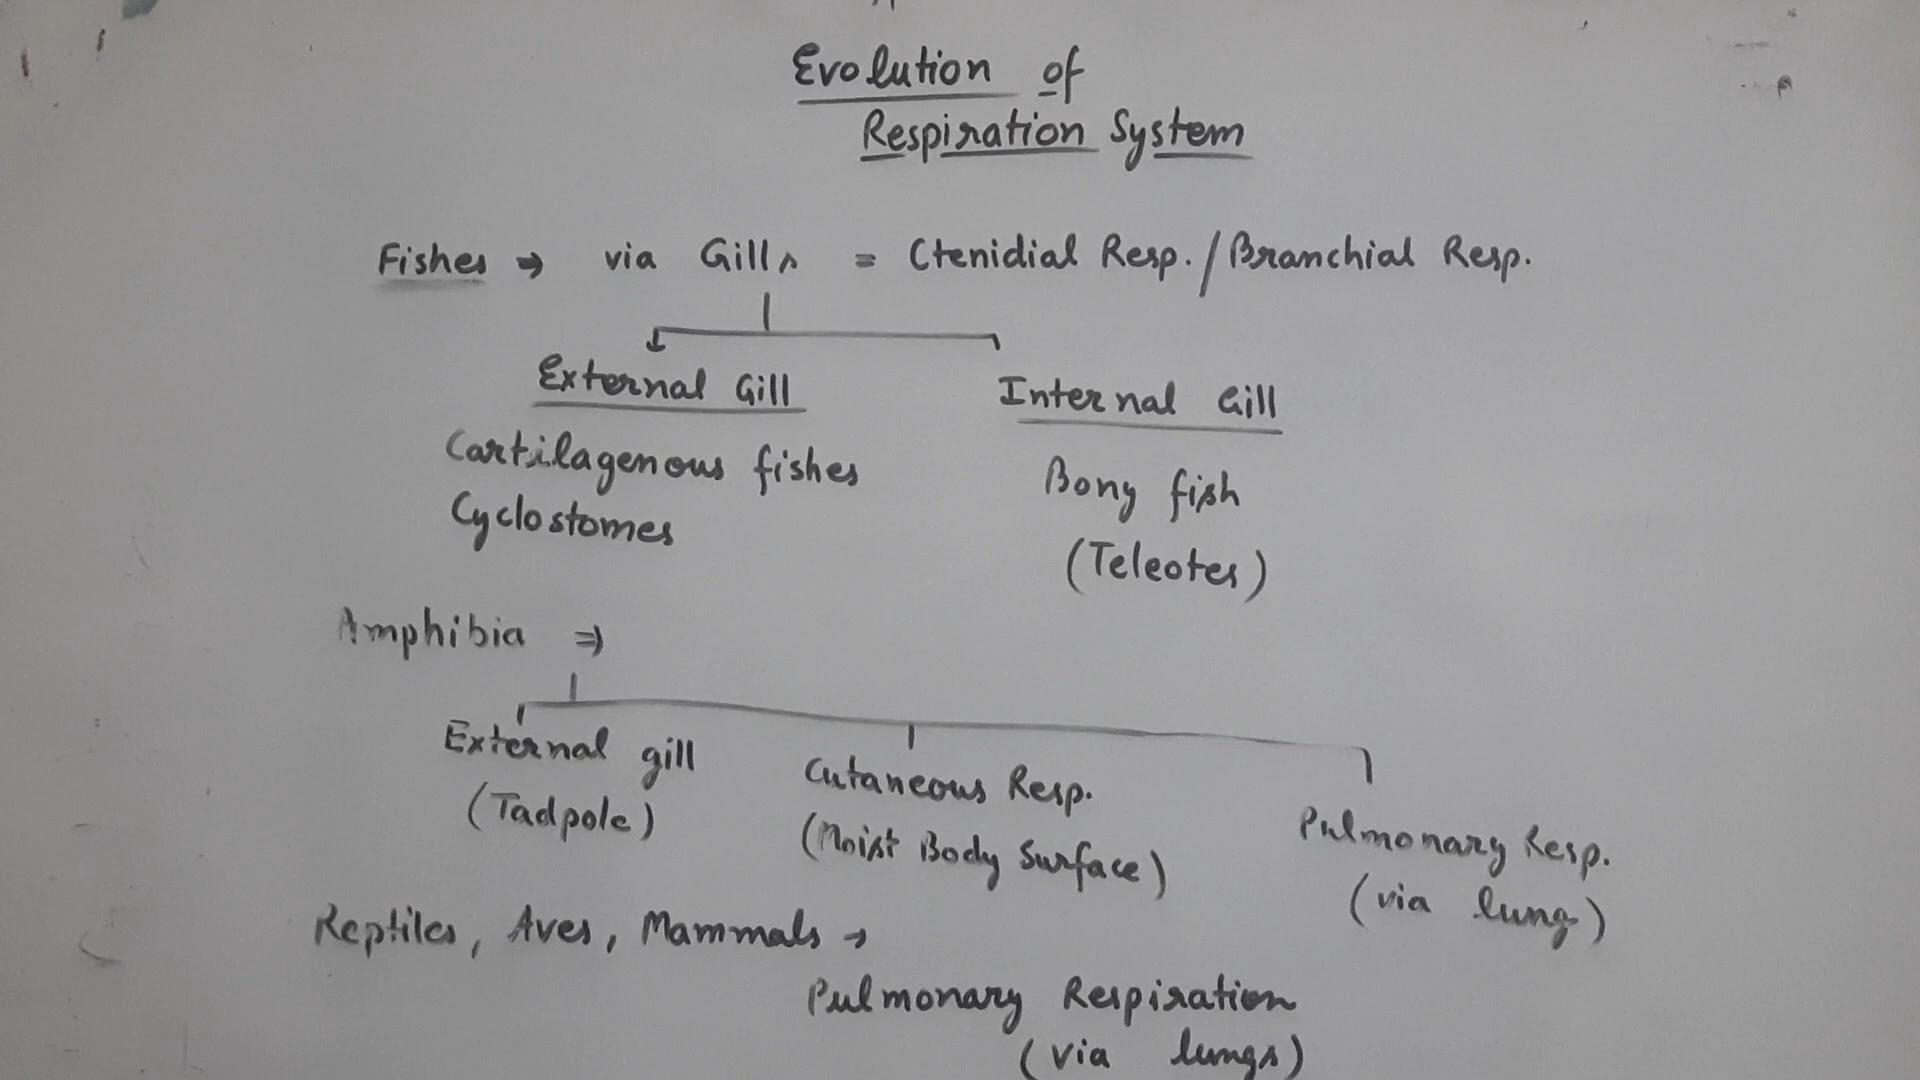 Evolution of
Respiration System
Fishes ⇒ via Gills = Ctenidial Resp./Branchial Resp.
External Gill
Internal Gill
Cartilagenous fishes
Bony fish
Cyclostomes
(Teleotes)
Amphibia ⇒
External gill
Cutaneous Resp.
Pulmonary Resp.
(Tadpole)
(Moist Body Surface)
(via lung)
Reptiles, Aves, Mammals →
Pulmonary Respiration
(via lungs)